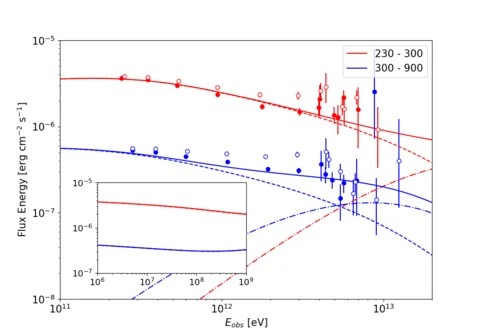 10⁻⁵
230 - 300
300 - 900
10⁻⁶
Flux Energy [erg cm⁻² s⁻¹]
10⁻⁵
10⁻⁶
10⁻⁷
10⁻⁷
10⁶ 10⁷ 10⁸ 10⁹
10⁻⁸
10¹¹ 10¹² 10¹³
E_obs [eV]